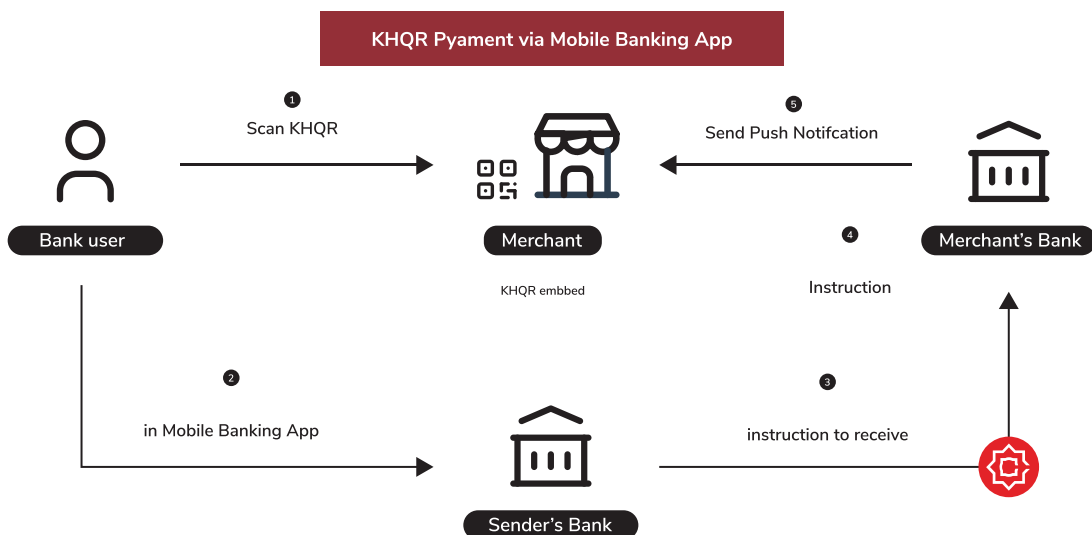 KHQR Pyament via Mobile Banking App
1
Scan KHQR
5
Send Push Notifcation
Bank user
Merchant
4
Merchant's Bank
KHQR embbed
Instruction
2
in Mobile Banking App
3
instruction to receive
Sender's Bank